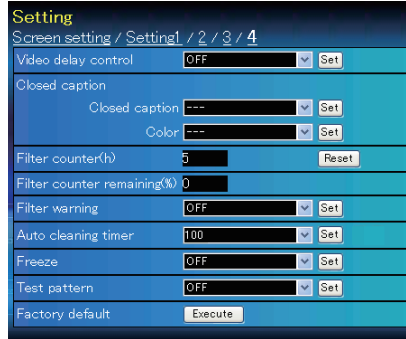 Setting
Screen setting / Setting1 / 2 / 3 / 4
Video delay control OFF Set
Closed caption
Closed caption --- Set
Color --- Set
Filter counter(h) 5 Reset
Filter counter remaining(%) 0
Filter warning OFF Set
Auto cleaning timer 100 Set
Freeze OFF Set
Test pattern OFF Set
Factory default Execute